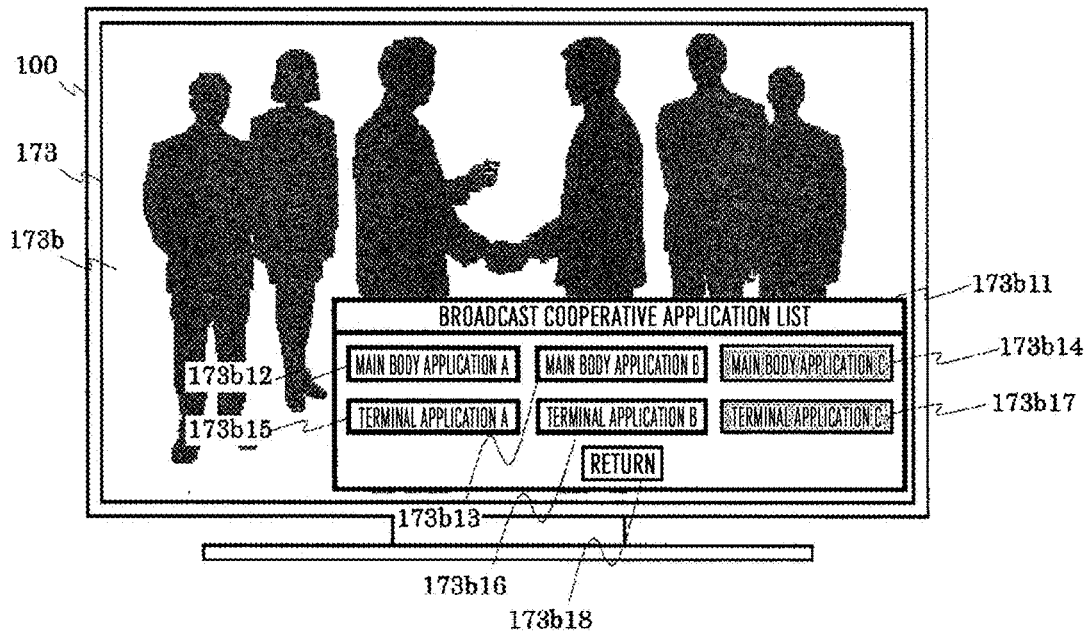 100
173
173b
173b11
BROADCAST COOPERATIVE APPLICATION LIST
173b14
MAIN BODY APPLICATION A
MAIN BODY APPLICATION B
MAIN BODY APPLICATION C
173b12
173b17
TERMINAL APPLICATION A
TERMINAL APPLICATION B
TERMINAL APPLICATION C
173b15
RETURN
173b13
173b16
173b18